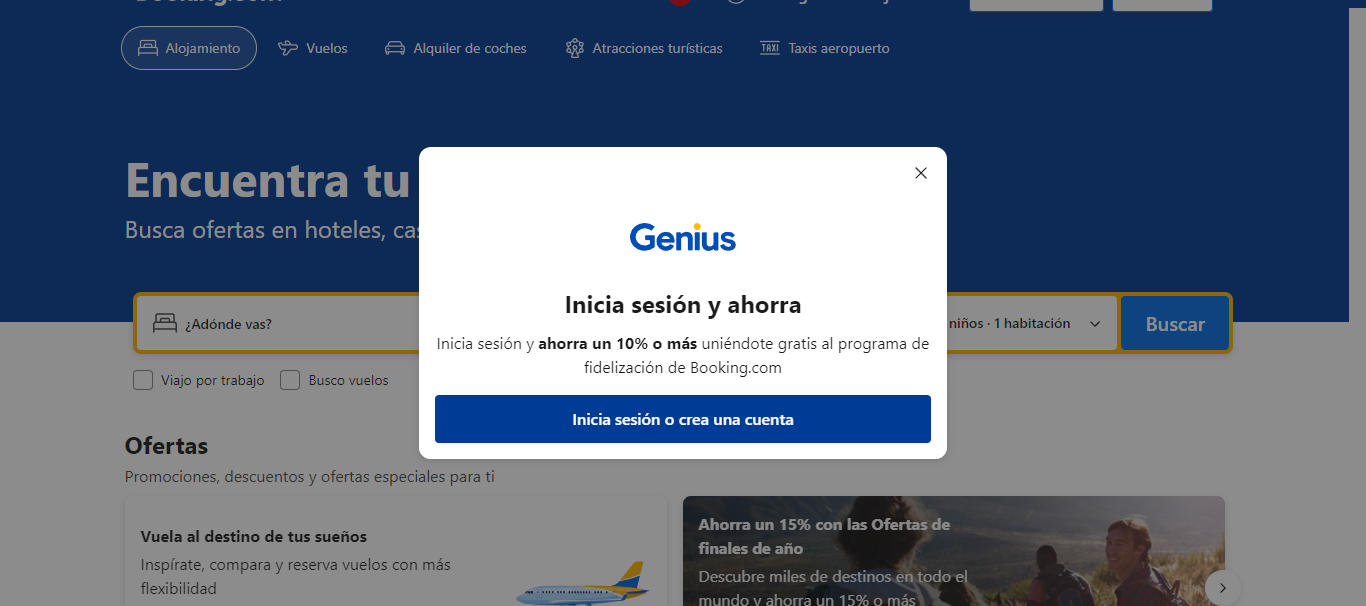 Booking.com
Alojamiento
Vuelos
Alquiler de coches
Atracciones turísticas
TAXI
Taxis aeropuerto
Encuentra tu
Busca ofertas en hoteles,
Genius
Inicia sesión y ahorra
Inicia sesión y ahorra un 10% o más uniéndote gratis al programa de
fidelización de Booking.com
Inicia sesión o crea una cuenta
¿Adónde vas?
niños · 1 habitación
Buscar
Viajo por trabajo
Busco vuelos
Ofertas
Promociones, descuentos y ofertas especiales para ti
Vuela al destino de tus sueños
Inspírate, compara y reserva vuelos con más
flexibilidad
Ahorra un 15% con las Ofertas de
finales de año
Descubre miles de destinos en todo el
mundo y ahorra un 15% o más